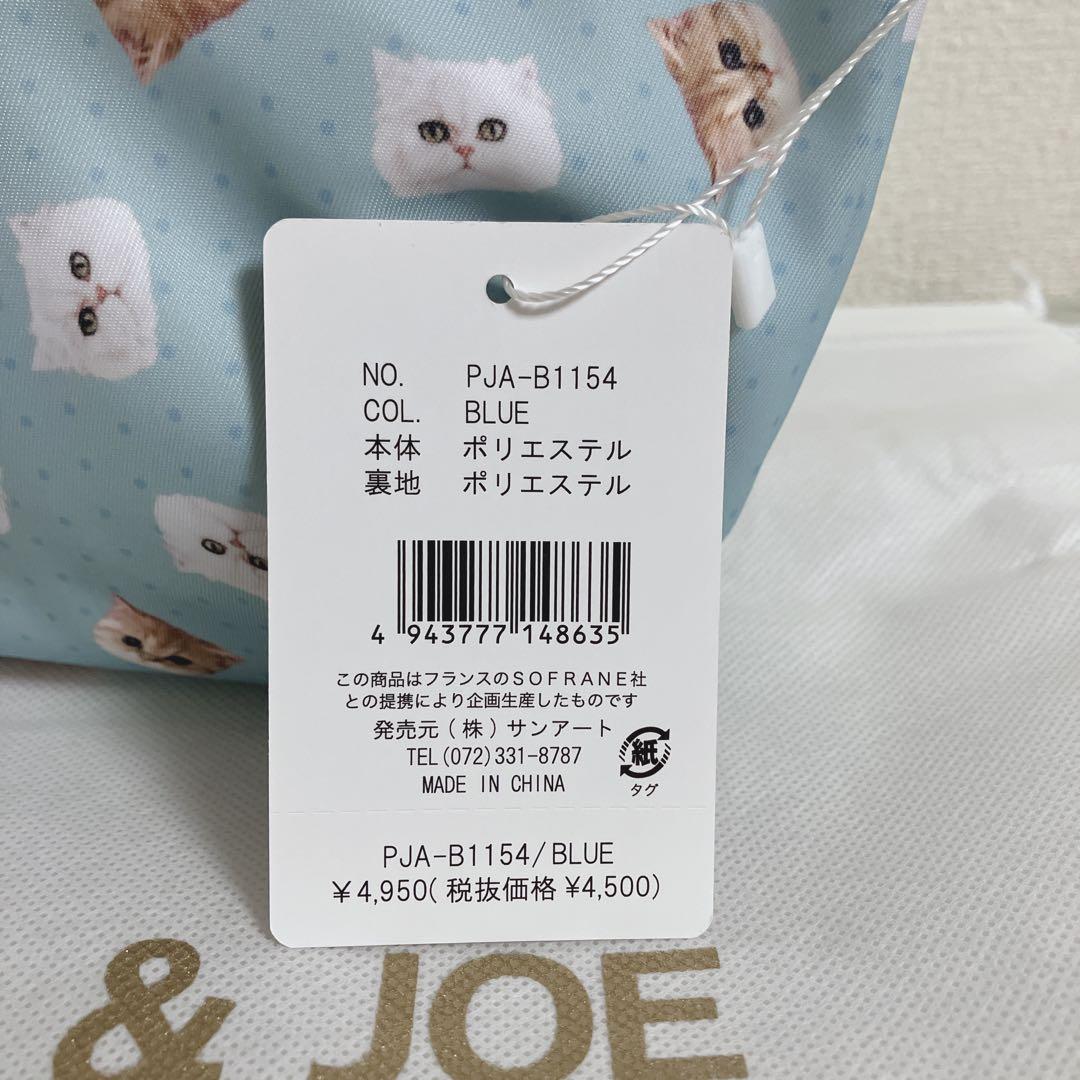 NO. PJA-B1154
COL. BLUE
本体 ポリエステル
裏地 ポリエステル
4 943777 148635
この商品はフランスのSOFRANE社
との提携により企画生産したものです
発売元(株)サンアート
TEL(072)331-8787
MADE IN CHINA
紙
タグ
PJA-B1154/BLUE
¥4,950(税抜価格 ¥4,500)
& JOE